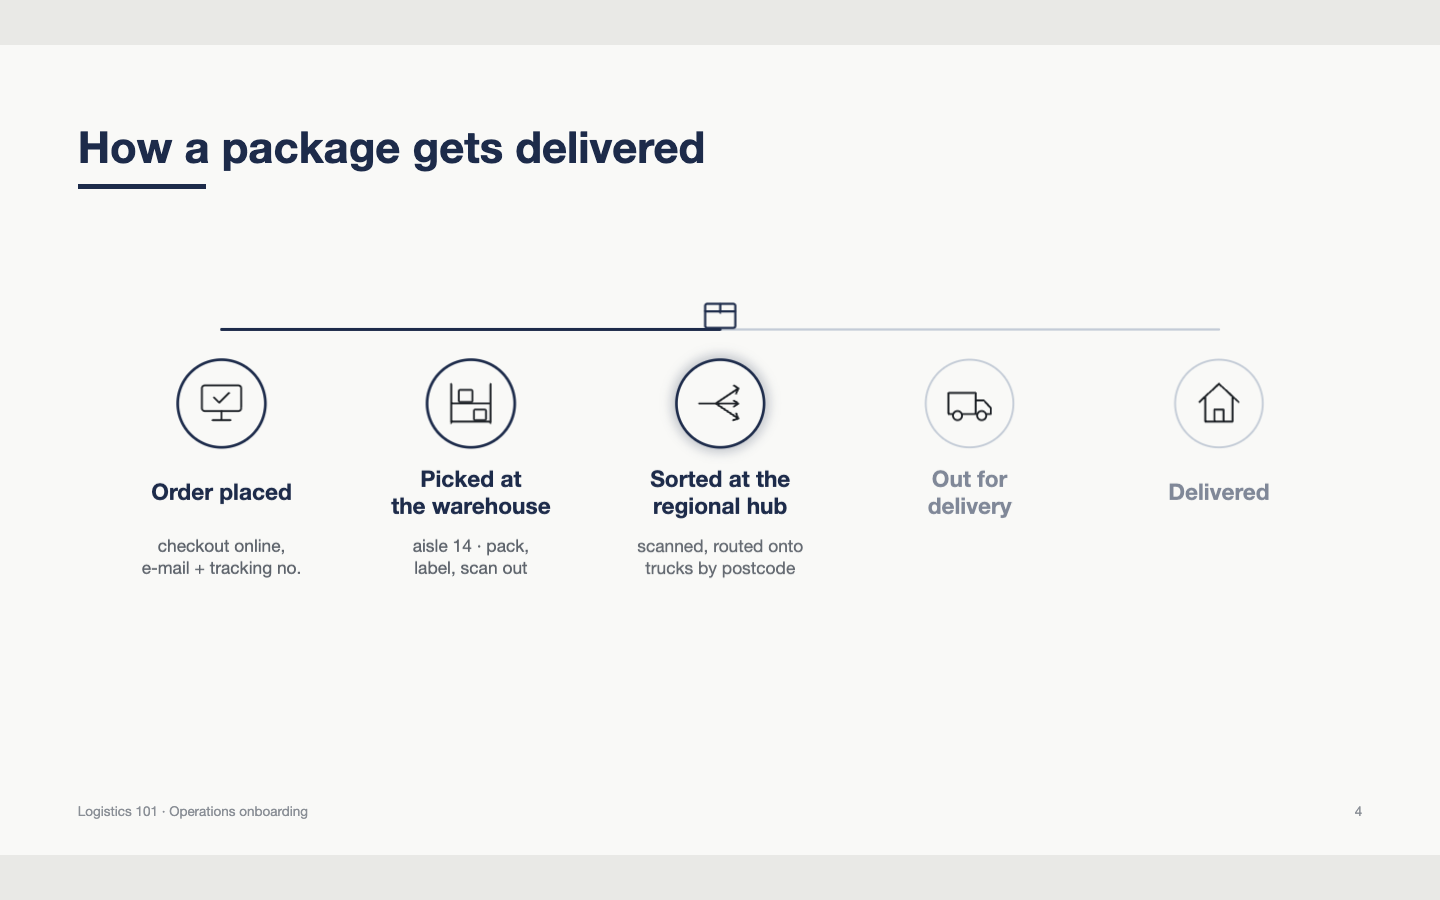 How a package gets delivered
Order placed
checkout online,
e-mail + tracking no.
Picked at
the warehouse
aisle 14 · pack,
label, scan out
Sorted at the
regional hub
scanned, routed onto
trucks by postcode
Out for
delivery
Delivered
Logistics 101 · Operations onboarding
4